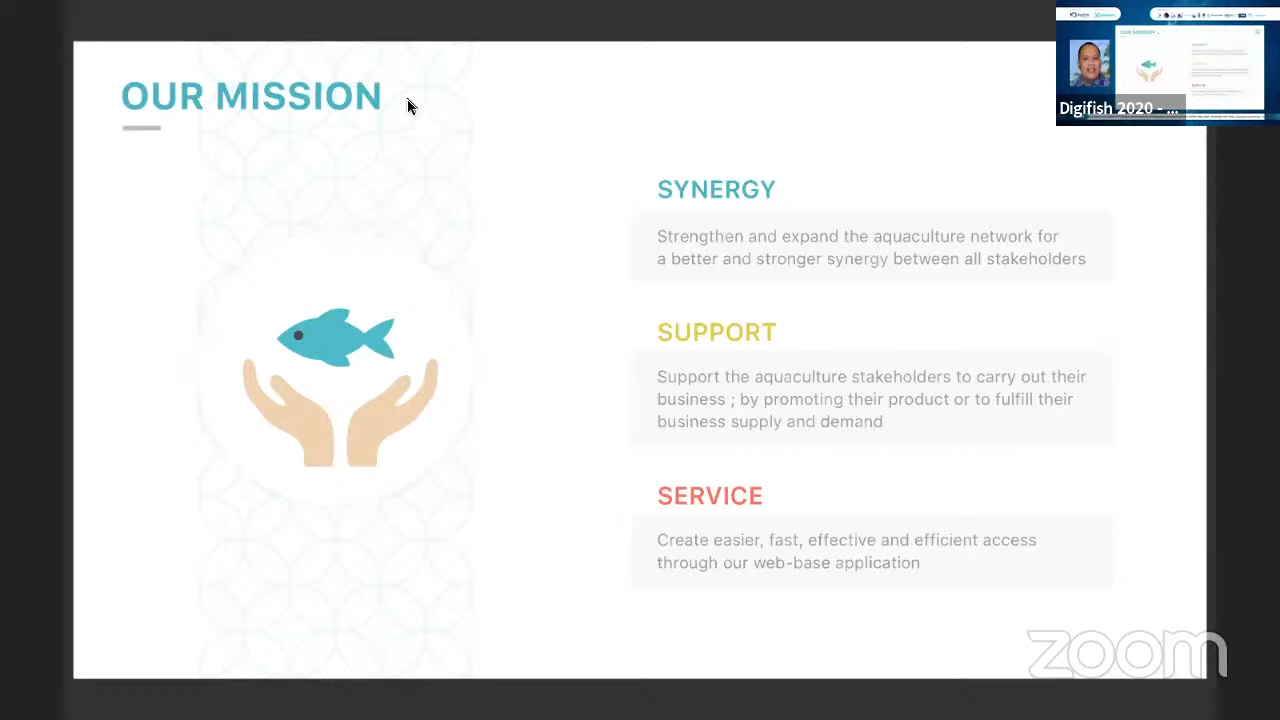 OUR MISSION
Digifish 2020 - ...
SYNERGY
Strengthen and expand the aquaculture network for
a better and stronger synergy between all stakeholders
SUPPORT
Support the aquaculture stakeholders to carry out their
business ; by promoting their product or to fulfill their
business supply and demand
SERVICE
Create easier, fast, effective and efficient access
through our web-base application
zoom